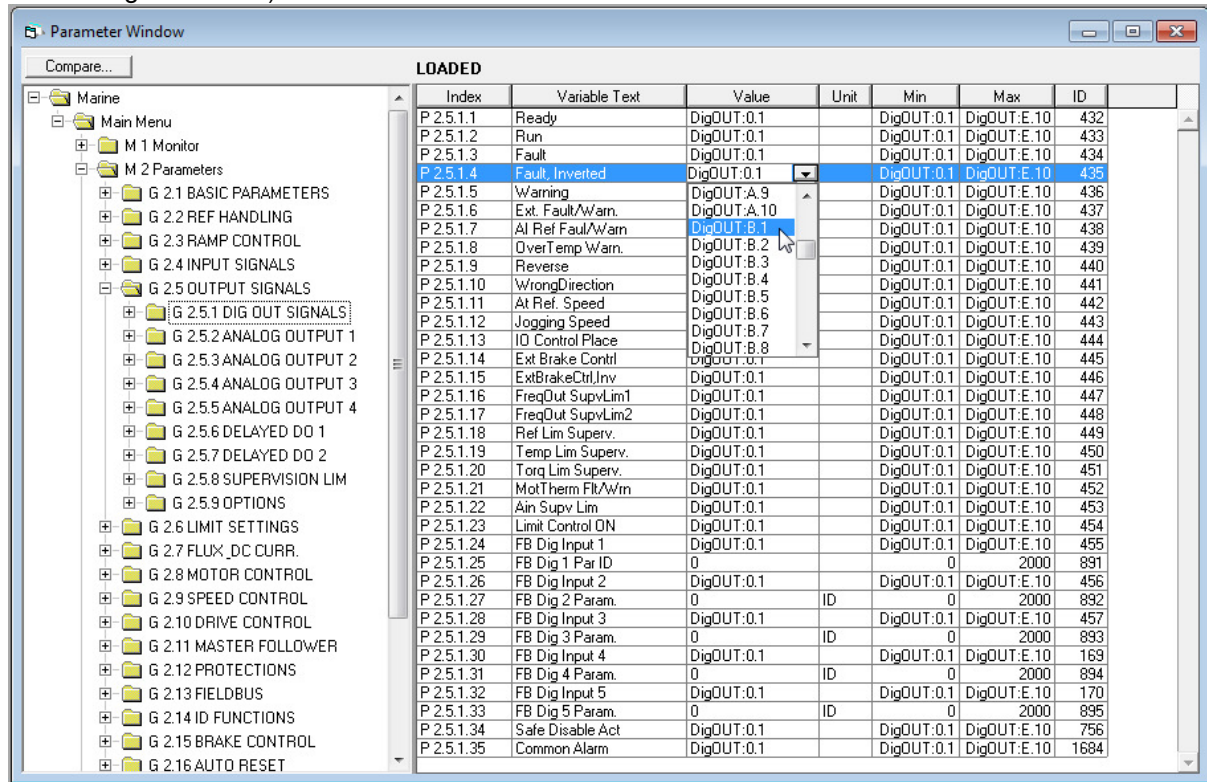 Parameter Window
Compare...
LOADED
Marine
Main Menu
M 1 Monitor
M 2 Parameters
G 2.1 BASIC PARAMETERS
G 2.2 REF HANDLING
G 2.3 RAMP CONTROL
G 2.4 INPUT SIGNALS
G 2.5 OUTPUT SIGNALS
G 2.5.1 DIG OUT SIGNALS
G 2.5.2 ANALOG OUTPUT 1
G 2.5.3 ANALOG OUTPUT 2
G 2.5.4 ANALOG OUTPUT 3
G 2.5.5 ANALOG OUTPUT 4
G 2.5.6 DELAYED DO 1
G 2.5.7 DELAYED DO 2
G 2.5.8 SUPERVISION LIM
G 2.5.9 OPTIONS
G 2.6 LIMIT SETTINGS
G 2.7 FLUX_DC CURR.
G 2.8 MOTOR CONTROL
G 2.9 SPEED CONTROL
G 2.10 DRIVE CONTROL
G 2.11 MASTER FOLLOWER
G 2.12 PROTECTIONS
G 2.13 FIELDBUS
G 2.14 ID FUNCTIONS
G 2.15 BRAKE CONTROL
G 2.16 AUTO RESET
Index Variable Text Value Unit Min Max ID
P 2.5.1.1 Ready DigOUT:0.1 DigOUT:0.1 DigOUT:E.10 432
P 2.5.1.2 Run DigOUT:0.1 DigOUT:0.1 DigOUT:E.10 433
P 2.5.1.3 Fault DigOUT:0.1 DigOUT:0.1 DigOUT:E.10 434
P 2.5.1.4 Fault, Inverted DigOUT:0.1 DigOUT:0.1 DigOUT:E.10 435
P 2.5.1.5 Warning DigOUT:0.1 DigOUT:E.10 436
P 2.5.1.6 Ext. Fault/Warn. DigOUT:0.1 DigOUT:E.10 437
P 2.5.1.7 AI Ref Faul/Warn DigOUT:0.1 DigOUT:E.10 438
P 2.5.1.8 OverTemp Warn. DigOUT:0.1 DigOUT:E.10 439
P 2.5.1.9 Reverse DigOUT:0.1 DigOUT:E.10 440
P 2.5.1.10 WrongDirection DigOUT:0.1 DigOUT:E.10 441
P 2.5.1.11 At Ref. Speed DigOUT:0.1 DigOUT:E.10 442
P 2.5.1.12 Jogging Speed DigOUT:0.1 DigOUT:E.10 443
P 2.5.1.13 IO Control Place DigOUT:0.1 DigOUT:E.10 444
DigOUT:A.9
DigOUT:A.10
DigOUT:B.1
DigOUT:B.2
DigOUT:B.3
DigOUT:B.4
DigOUT:B.5
DigOUT:B.6
DigOUT:B.7
DigOUT:B.8
P 2.5.1.14 Ext Brake Contrl DigOUT:0.1 DigOUT:0.1 DigOUT:E.10 445
P 2.5.1.15 ExtBrakeCtrl,Inv DigOUT:0.1 DigOUT:0.1 DigOUT:E.10 446
P 2.5.1.16 FreqOut SupvLim1 DigOUT:0.1 DigOUT:0.1 DigOUT:E.10 447
P 2.5.1.17 FreqOut SupvLim2 DigOUT:0.1 DigOUT:0.1 DigOUT:E.10 448
P 2.5.1.18 Ref Lim Superv. DigOUT:0.1 DigOUT:0.1 DigOUT:E.10 449
P 2.5.1.19 Temp Lim Superv. DigOUT:0.1 DigOUT:0.1 DigOUT:E.10 450
P 2.5.1.20 Torq Lim Superv. DigOUT:0.1 DigOUT:0.1 DigOUT:E.10 451
P 2.5.1.21 MotTherm Flt/Wrn DigOUT:0.1 DigOUT:0.1 DigOUT:E.10 452
P 2.5.1.22 Ain Supv Lim DigOUT:0.1 DigOUT:0.1 DigOUT:E.10 453
P 2.5.1.23 Limit Control ON DigOUT:0.1 DigOUT:0.1 DigOUT:E.10 454
P 2.5.1.24 FB Dig Input 1 DigOUT:0.1 DigOUT:0.1 DigOUT:E.10 455
P 2.5.1.25 FB Dig 1 Par ID 0 0 2000 891
P 2.5.1.26 FB Dig Input 2 DigOUT:0.1 DigOUT:0.1 DigOUT:E.10 456
P 2.5.1.27 FB Dig 2 Param. 0 ID 0 2000 892
P 2.5.1.28 FB Dig Input 3 DigOUT:0.1 DigOUT:0.1 DigOUT:E.10 457
P 2.5.1.29 FB Dig 3 Param. 0 ID 0 2000 893
P 2.5.1.30 FB Dig Input 4 DigOUT:0.1 DigOUT:0.1 DigOUT:E.10 169
P 2.5.1.31 FB Dig 4 Param. 0 ID 0 2000 894
P 2.5.1.32 FB Dig Input 5 DigOUT:0.1 DigOUT:0.1 DigOUT:E.10 170
P 2.5.1.33 FB Dig 5 Param. 0 ID 0 2000 895
P 2.5.1.34 Safe Disable Act DigOUT:0.1 DigOUT:0.1 DigOUT:E.10 756
P 2.5.1.35 Common Alarm DigOUT:0.1 DigOUT:0.1 DigOUT:E.10 1684